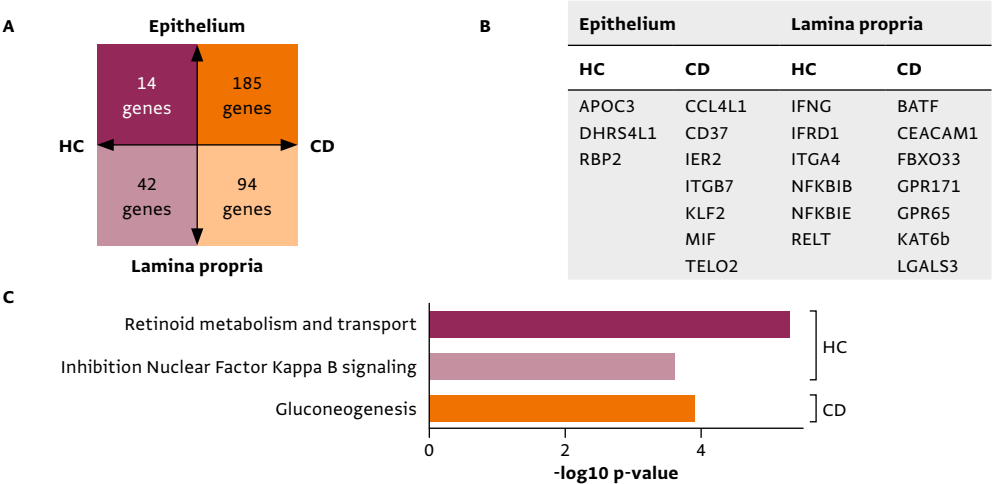 A
Epithelium
14
genes
185
genes
HC
CD
42
genes
94
genes
Lamina propria
B
Epithelium Lamina propria
HC CD HC CD
APOC3 CCL4L1 IFNG BATF
DHRS4L1 CD37 IFRD1 CEACAM1
RBP2 IER2 ITGA4 FBXO33
ITGB7 NFKBIB GPR171
KLF2 NFKBIE GPR65
MIF RELT KAT6b
TELO2 LGALS3
C
Retinoid metabolism and transport
Inhibition Nuclear Factor Kappa B signaling
Gluconeogenesis
HC
CD
0 2 4
-log10 p-value